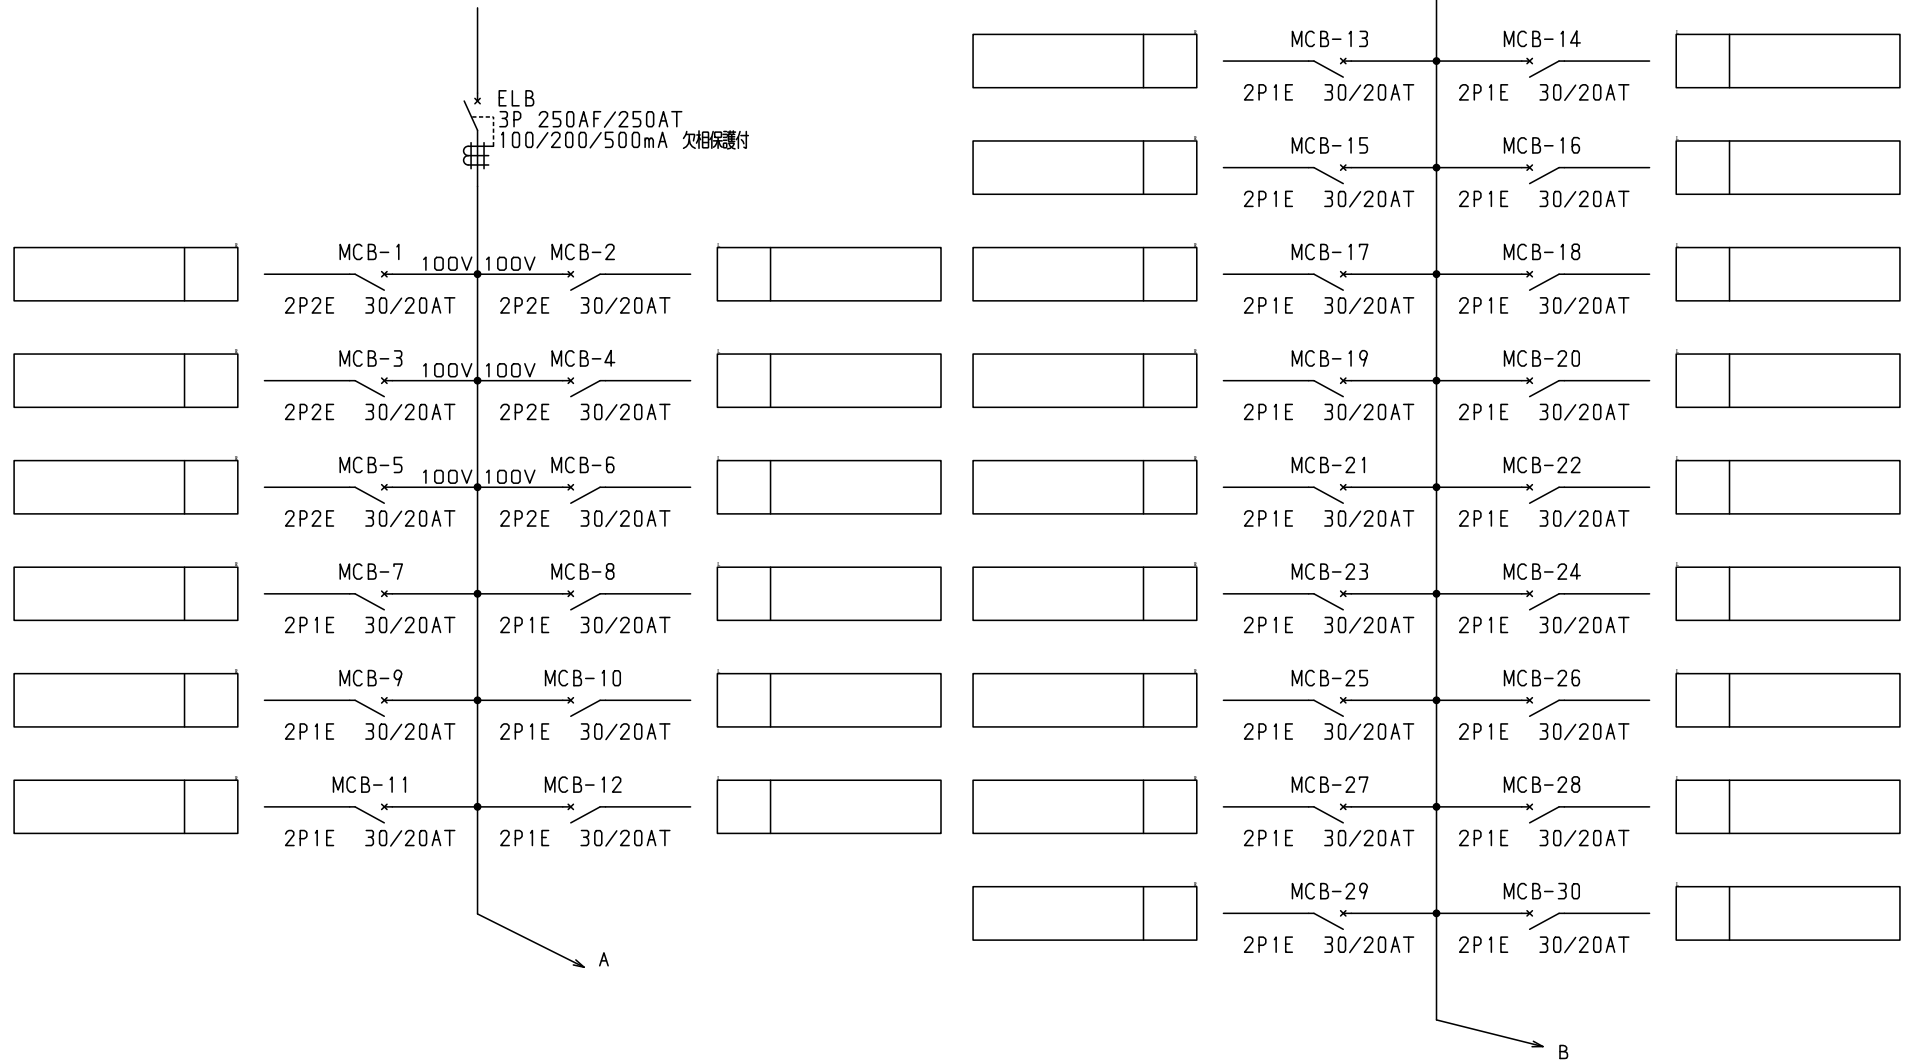 ELB
3P 250AF/250AT
100/200/500mA 欠相保護付
MCB-1 100V 100V MCB-2
2P2E 30/20AT 2P2E 30/20AT
MCB-3 100V 100V MCB-4
2P2E 30/20AT 2P2E 30/20AT
MCB-5 100V 100V MCB-6
2P2E 30/20AT 2P2E 30/20AT
MCB-7 MCB-8
2P1E 30/20AT 2P1E 30/20AT
MCB-9 MCB-10
2P1E 30/20AT 2P1E 30/20AT
MCB-11 MCB-12
2P1E 30/20AT 2P1E 30/20AT
A
MCB-13 MCB-14
2P1E 30/20AT 2P1E 30/20AT
MCB-15 MCB-16
2P1E 30/20AT 2P1E 30/20AT
MCB-17 MCB-18
2P1E 30/20AT 2P1E 30/20AT
MCB-19 MCB-20
2P1E 30/20AT 2P1E 30/20AT
MCB-21 MCB-22
2P1E 30/20AT 2P1E 30/20AT
MCB-23 MCB-24
2P1E 30/20AT 2P1E 30/20AT
MCB-25 MCB-26
2P1E 30/20AT 2P1E 30/20AT
MCB-27 MCB-28
2P1E 30/20AT 2P1E 30/20AT
MCB-29 MCB-30
2P1E 30/20AT 2P1E 30/20AT
B